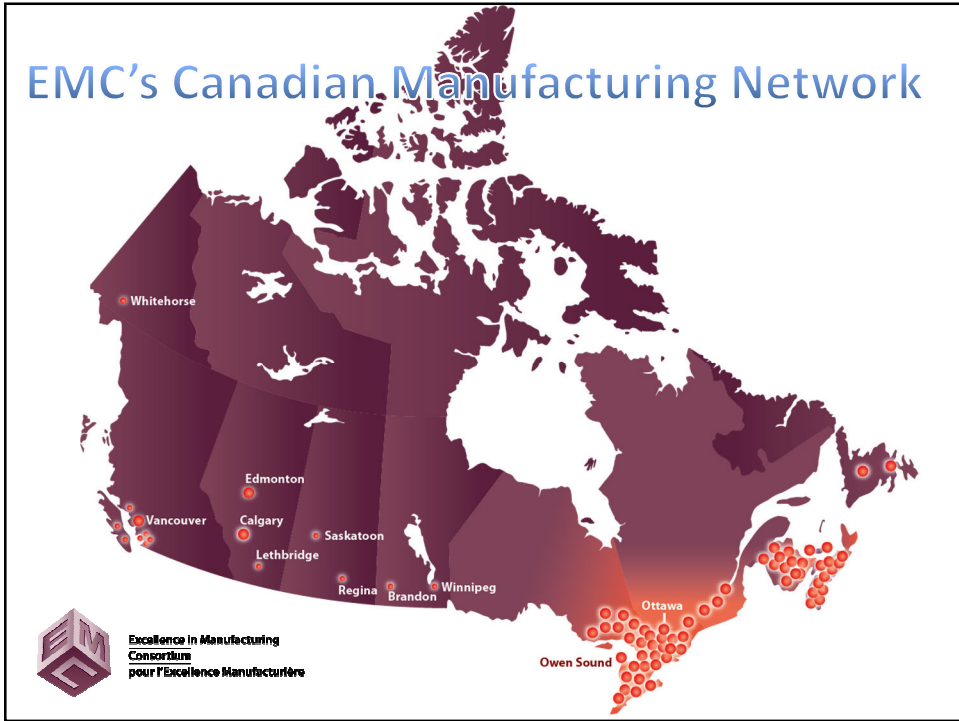 EMC's Canadian Manufacturing Network
Whitehorse
Edmonton
Vancouver
Calgary
Saskatoon
Lethbridge
Regina
Brandon
Winnipeg
Ottawa
Owen Sound
EMC
Excellence in Manufacturing
Consortium
pour l'Excellence Manufacturière